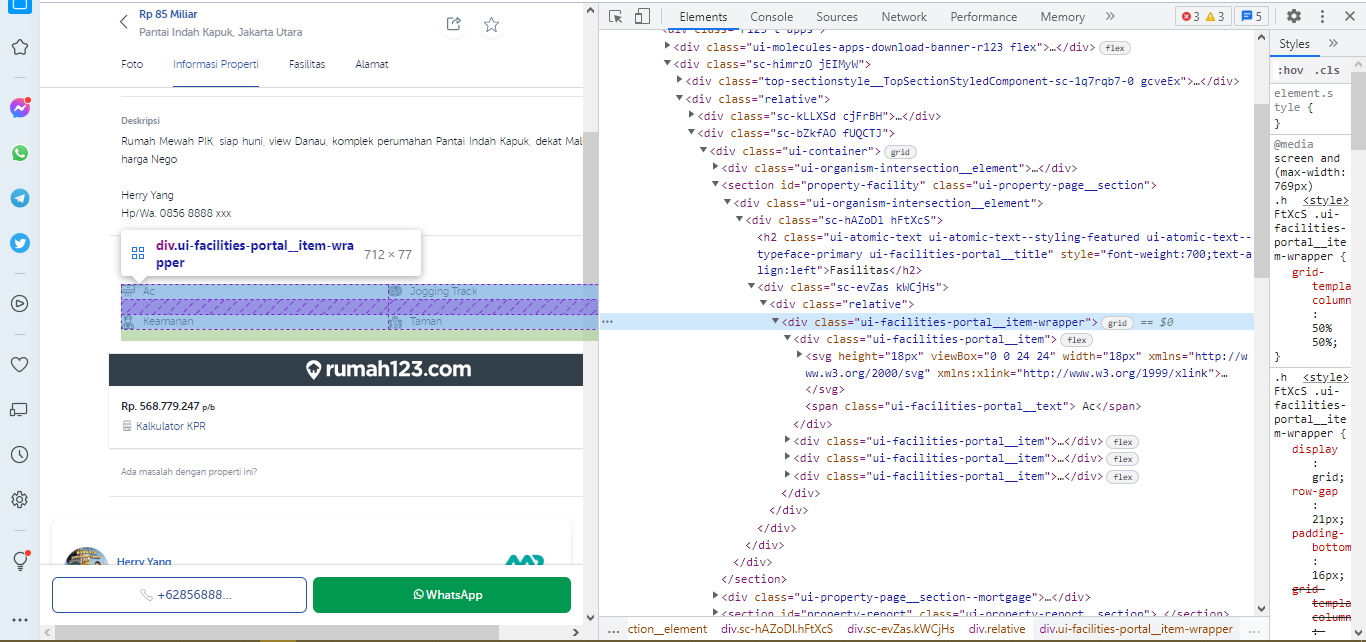 Rp 85 Miliar
Pantai Indah Kapuk, Jakarta Utara
Foto
Informasi Properti
Fasilitas
Alamat
Deskripsi
Rumah Mewah PIK, siap huni, view Danau, komplek perumahan Pantai Indah Kapuk, dekat Mal
harga Nego
Herry Yang
Hp/Wa. 0856 8888 xxx
div.ui-facilities-portal__item-wra
pper
712 × 77
Ac
Jogging Track
Keamanan
Taman
rumah123.com
Rp. 568.779.247 p/b
Kalkulator KPR
Ada masalah dengan properti ini?
Herry Yang
+62856888...
WhatsApp
Elements
Console
Sources
Network
Performance
Memory
»
3
3
5
<div class="ui-molecules-apps-download-banner-r123 flex">…</div> flex
<div class="sc-himrzO jEIMyW">
<div class="top-sectionstyle__TopSectionStyledComponent-sc-1q7rqb7-0 gcveEx">…</div>
<div class="relative">
<div class="sc-kLLXSd cjFrBH">…</div>
<div class="sc-bZkfAO fUQCTJ">
<div class="ui-container"> grid
<div class="ui-organism-intersection__element">…</div>
<section id="property-facility" class="ui-property-page__section">
<div class="ui-organism-intersection__element">
<div class="sc-hAZoDl hFtXcS">
<h2 class="ui-atomic-text ui-atomic-text--styling-featured ui-atomic-text--
typeface-primary ui-facilities-portal__title" style="font-weight:700;text-a
lign:left">Fasilitas</h2>
<div class="sc-evZas kWCjHs">
<div class="relative">
<div class="ui-facilities-portal__item-wrapper"> grid == $0
<div class="ui-facilities-portal__item"> flex
<svg height="18px" viewBox="0 0 24 24" width="18px" xmlns="http://w
ww.w3.org/2000/svg" xmlns:xlink="http://www.w3.org/1999/xlink">…
</svg>
<span class="ui-facilities-portal__text"> Ac</span>
</div>
<div class="ui-facilities-portal__item">…</div> flex
<div class="ui-facilities-portal__item">…</div> flex
<div class="ui-facilities-portal__item">…</div> flex
</div>
</div>
</div>
</div>
</div>
</section>
<div class="ui-property-page__section--mortgage">…</div>
<section id="property-report" class="ui-property-report__section"> </section>
... ction__element
div.sc-hAZoDl.hFtXcS
div.sc-evZas.kWCjHs
div.relative
div.ui-facilities-portal__item-wrapper
...
Styles
»
:hov .cls
element.s
tyle {
}
@media
screen and
(max-width:
769px)
.h <style>
FtXcS .ui-
facilities-
portal__ite
m-wrapper {
grid-
templa
column
:
50%
50%;
}
.h <style>
FtXcS .ui-
facilities-
portal__ite
m-wrapper {
display
:
grid;
row-gap
:
21px;
padding-
bottom
:
16px;
grid-
templa
column
: